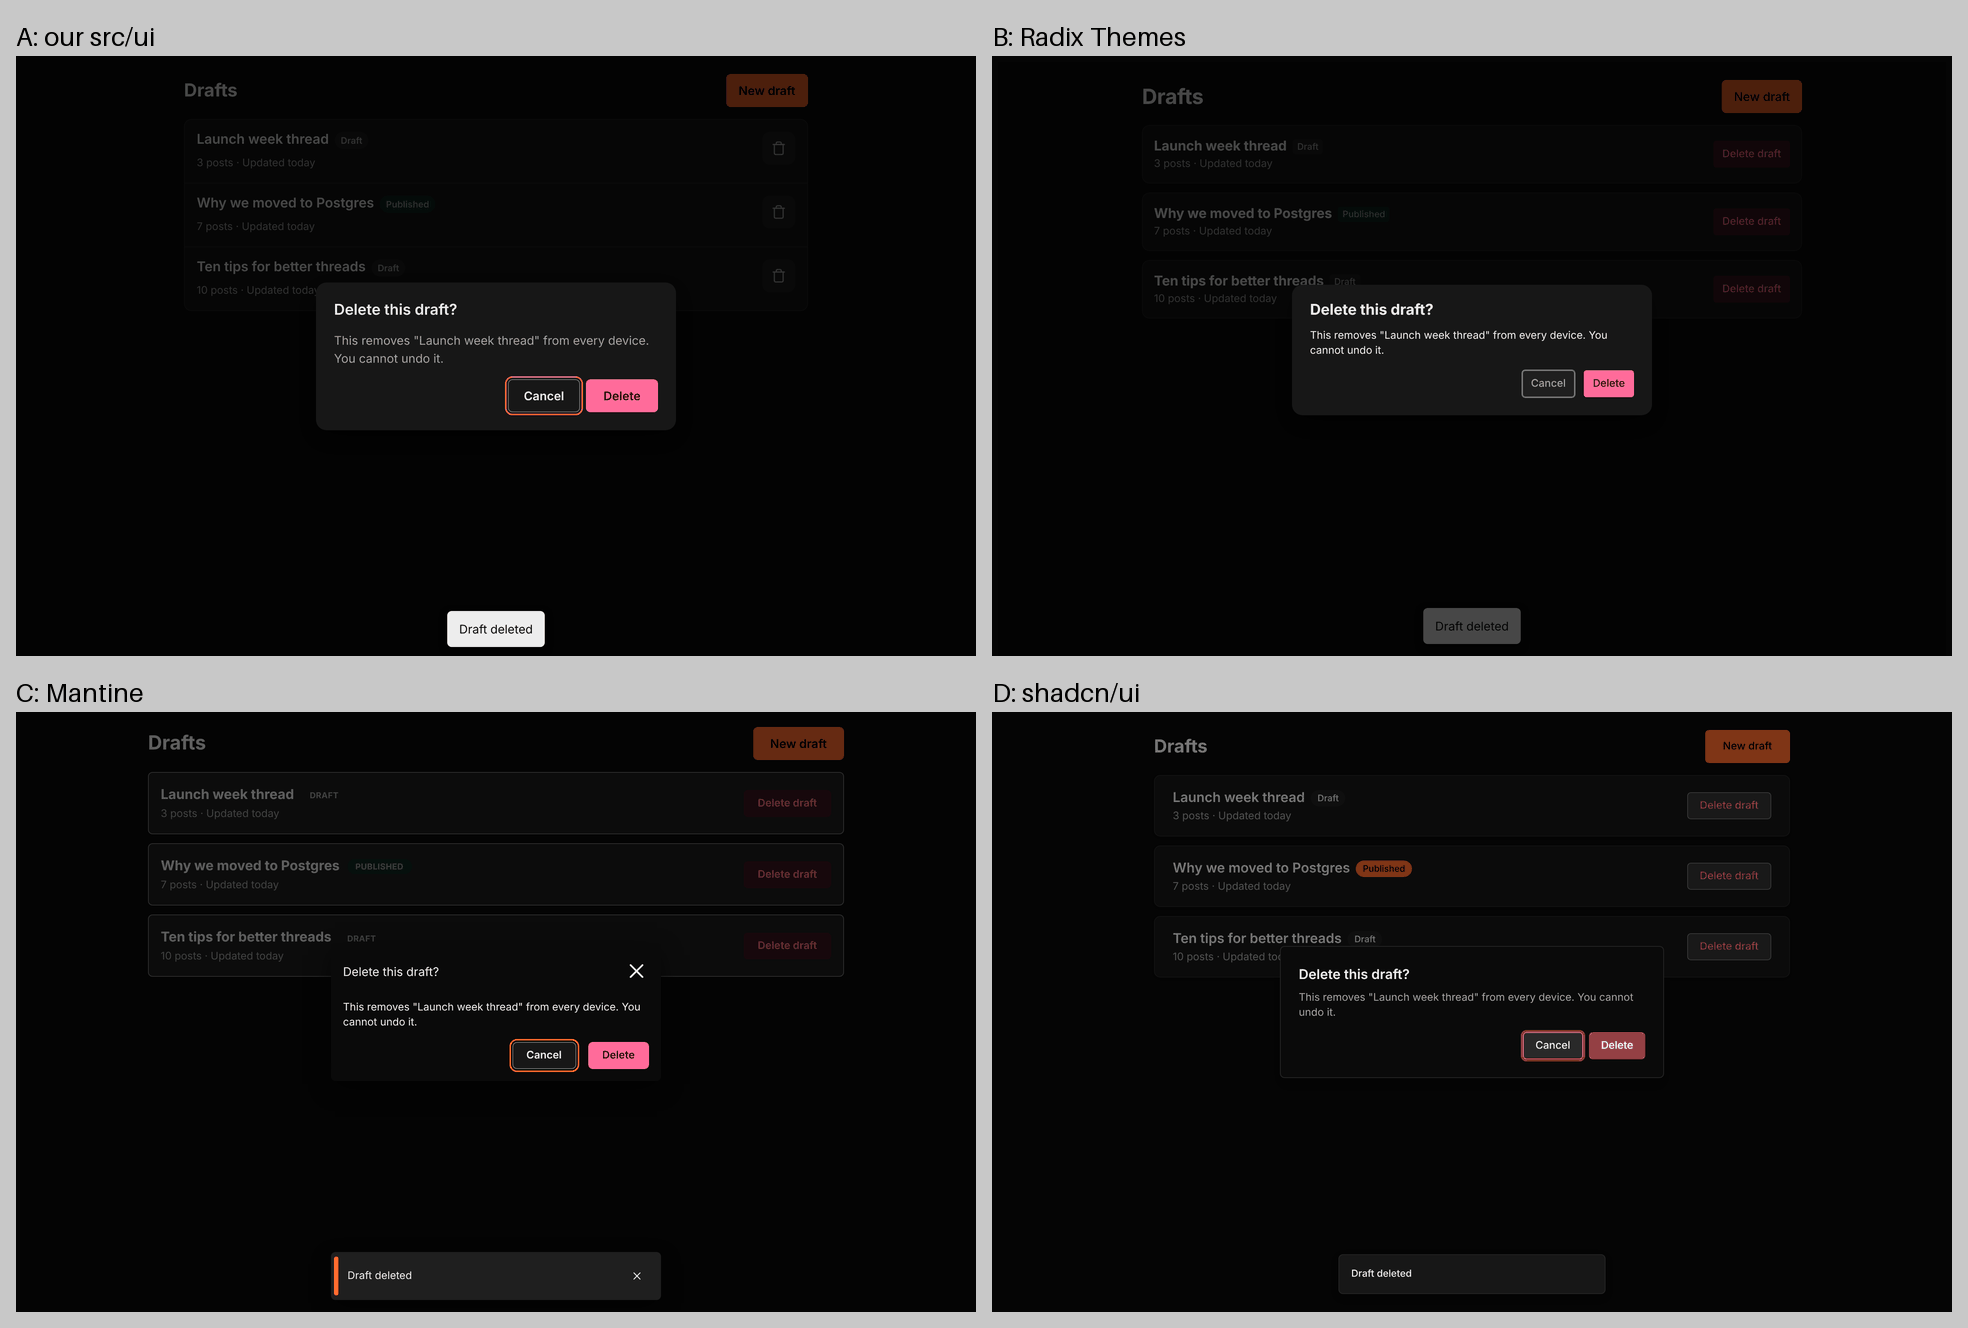 A: our src/ui
Drafts
New draft
Launch week thread Draft
3 posts · Updated today
Why we moved to Postgres Published
7 posts · Updated today
Ten tips for better threads Draft
10 posts · Updated today
Delete this draft?
This removes "Launch week thread" from every device.
You cannot undo it.
Cancel Delete
Draft deleted
B: Radix Themes
Drafts
New draft
Launch week thread Draft
3 posts · Updated today
Delete draft
Why we moved to Postgres Published
7 posts · Updated today
Delete draft
Ten tips for better threads Draft
10 posts · Updated today
Delete draft
Delete this draft?
This removes "Launch week thread" from every device. You
cannot undo it.
Cancel Delete
Draft deleted
C: Mantine
Drafts
New draft
Launch week thread DRAFT
3 posts · Updated today
Delete draft
Why we moved to Postgres PUBLISHED
7 posts · Updated today
Delete draft
Ten tips for better threads DRAFT
10 posts · Updated today
Delete draft
Delete this draft?
This removes "Launch week thread" from every device. You
cannot undo it.
Cancel Delete
Draft deleted
D: shadcn/ui
Drafts
New draft
Launch week thread Draft
3 posts · Updated today
Delete draft
Why we moved to Postgres Published
7 posts · Updated today
Delete draft
Ten tips for better threads Draft
10 posts · Updated to
Delete draft
Delete this draft?
This removes "Launch week thread" from every device. You cannot
undo it.
Cancel Delete
Draft deleted